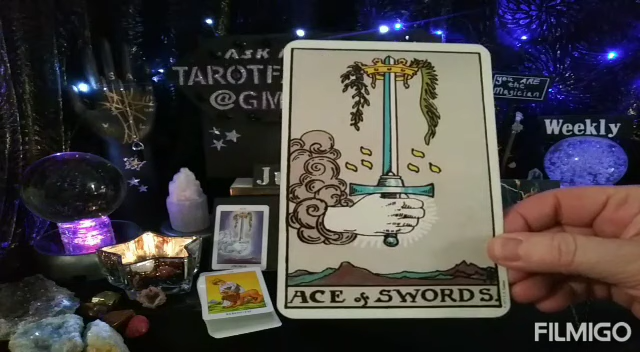 ASK
TAROTF
@GM
you ARE
the
Magician
Weekly
ACE of SWORDS.
FILMIGO